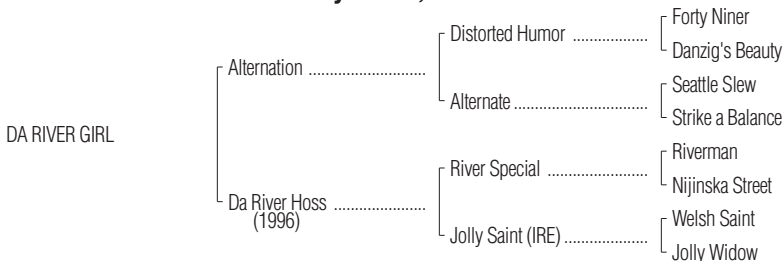 Forty Niner
Distorted Humor ..................
Danzig's Beauty
Alternation ............................
Seattle Slew
Alternate ................................
Strike a Balance
DA RIVER GIRL
Riverman
River Special ........................
Nijinska Street
Da River Hoss ......................
(1996)
Welsh Saint
Jolly Saint (IRE) ....................
Jolly Widow